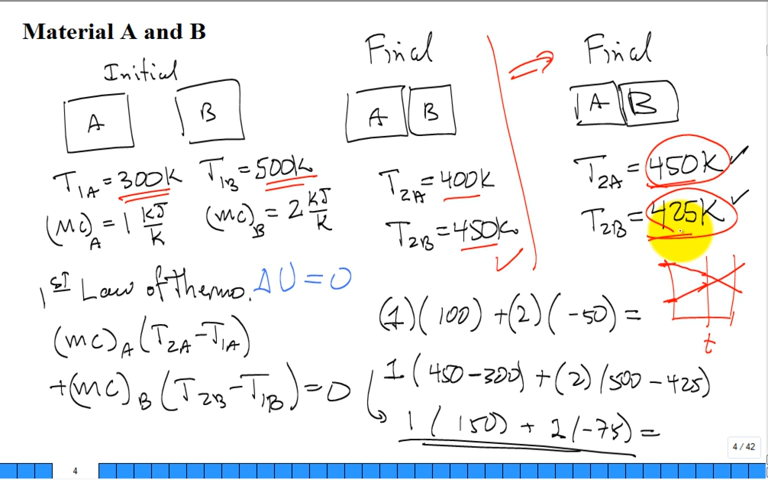 Material A and B
Initial
A B
T1A = 300K T1B = 500K
(mc)A = 1 kJ/K (mc)B = 2 kJ/K
Final
A B
T2A = 400K
T2B = 450K
⇒ Final
A B
T2A = 450K ✓
T2B = 425K ✓
1st Law of Thermo. ΔU = 0
(mc)A (T2A - T1A)
+(mc)B (T2B - T1B) = 0
(1)(100) + (2)(-50) =
1(450-300) + (2)(500-425)
1(150) + 2(-75) =
t
4 / 42
4